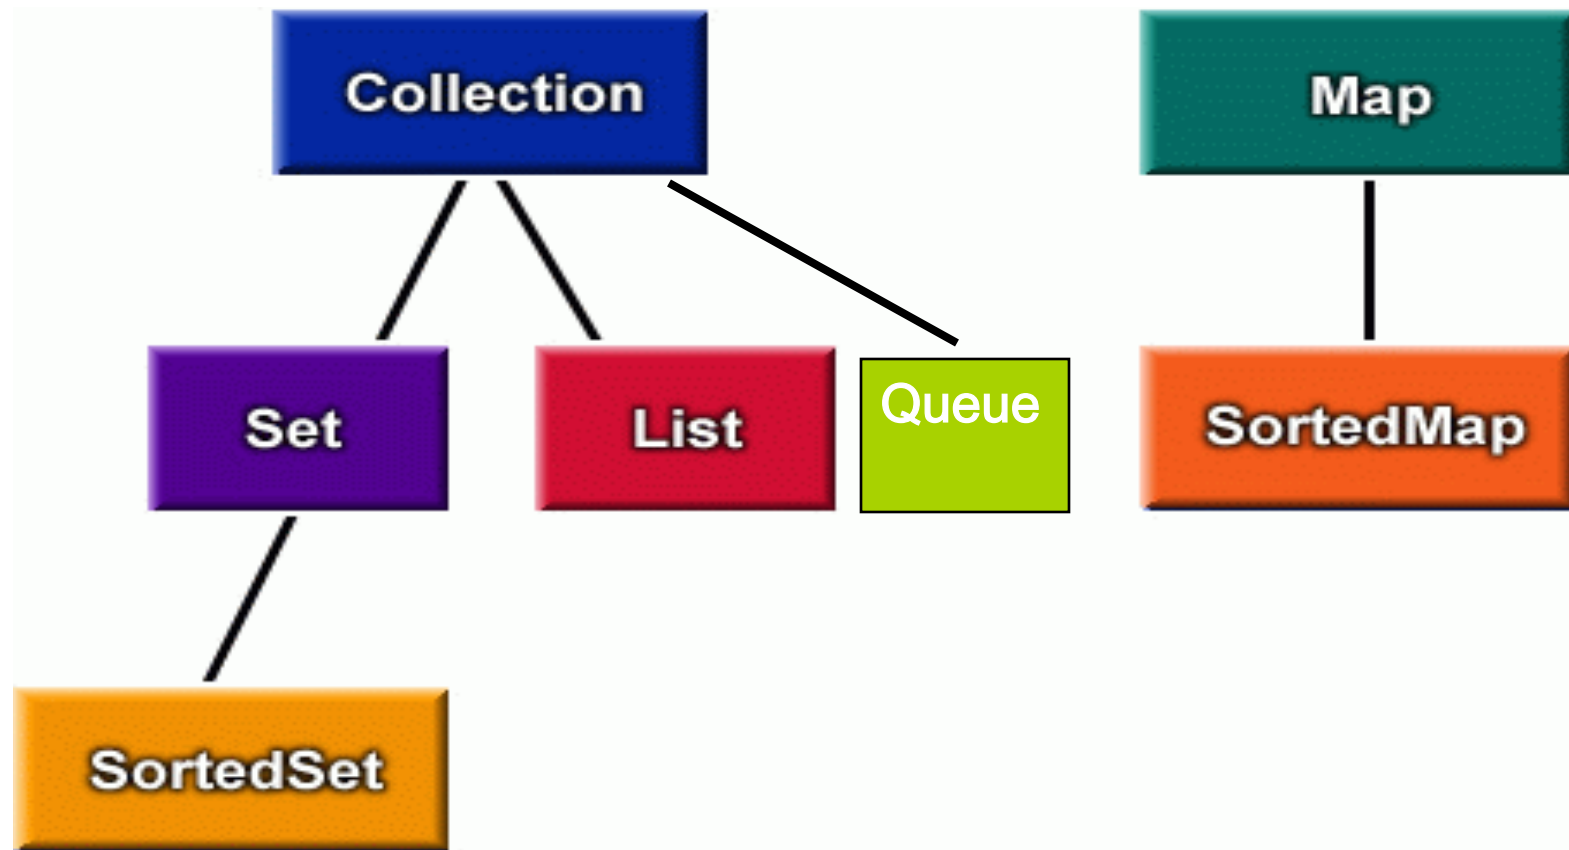 Collection
Map
Set
List
Queue
SortedMap
SortedSet